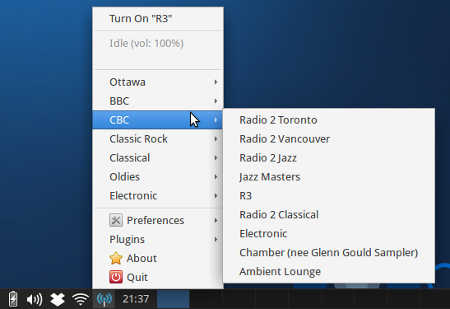 Turn On "R3"
Idle (vol: 100%)
Ottawa
BBC
CBC
Classic Rock
Classical
Oldies
Electronic
Preferences
Plugins
About
Quit
Radio 2 Toronto
Radio 2 Vancouver
Radio 2 Jazz
Jazz Masters
R3
Radio 2 Classical
Electronic
Chamber (nee Glenn Gould Sampler)
Ambient Lounge
21:37